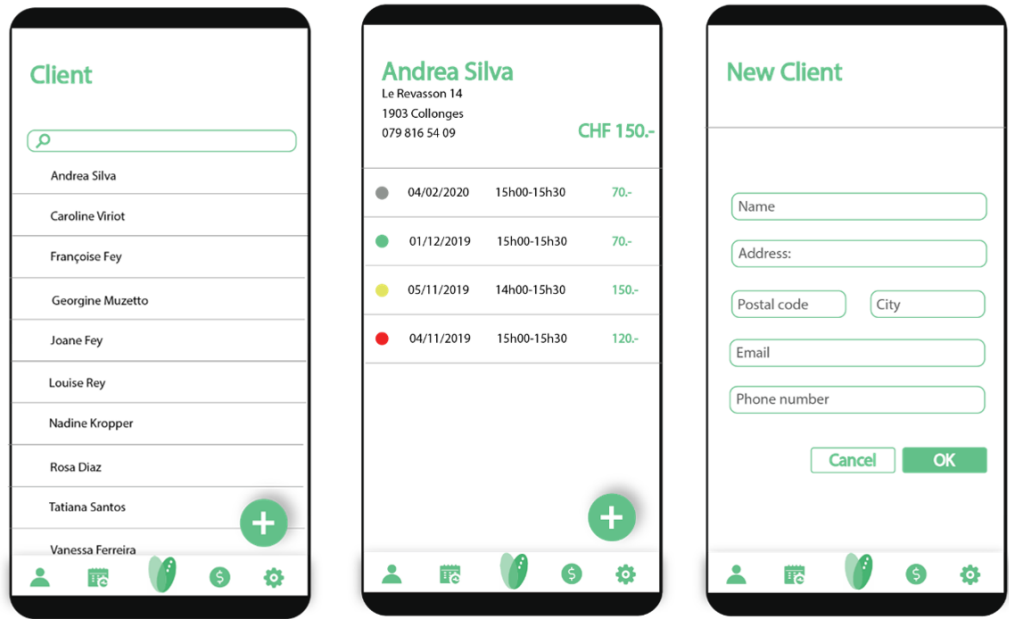 Client
Andrea Silva
Caroline Viriot
Françoise Fey
Georgine Muzetto
Joane Fey
Louise Rey
Nadine Kropper
Rosa Diaz
Tatiana Santos
Vanessa Ferreira
Andrea Silva
Le Revasson 14
1903 Collonges
079 816 54 09
CHF 150.-
04/02/2020 15h00-15h30 70.-
01/12/2019 15h00-15h30 70.-
05/11/2019 14h00-15h30 150.-
04/11/2019 15h00-15h30 120.-
New Client
Name
Address:
Postal code City
Email
Phone number
Cancel OK